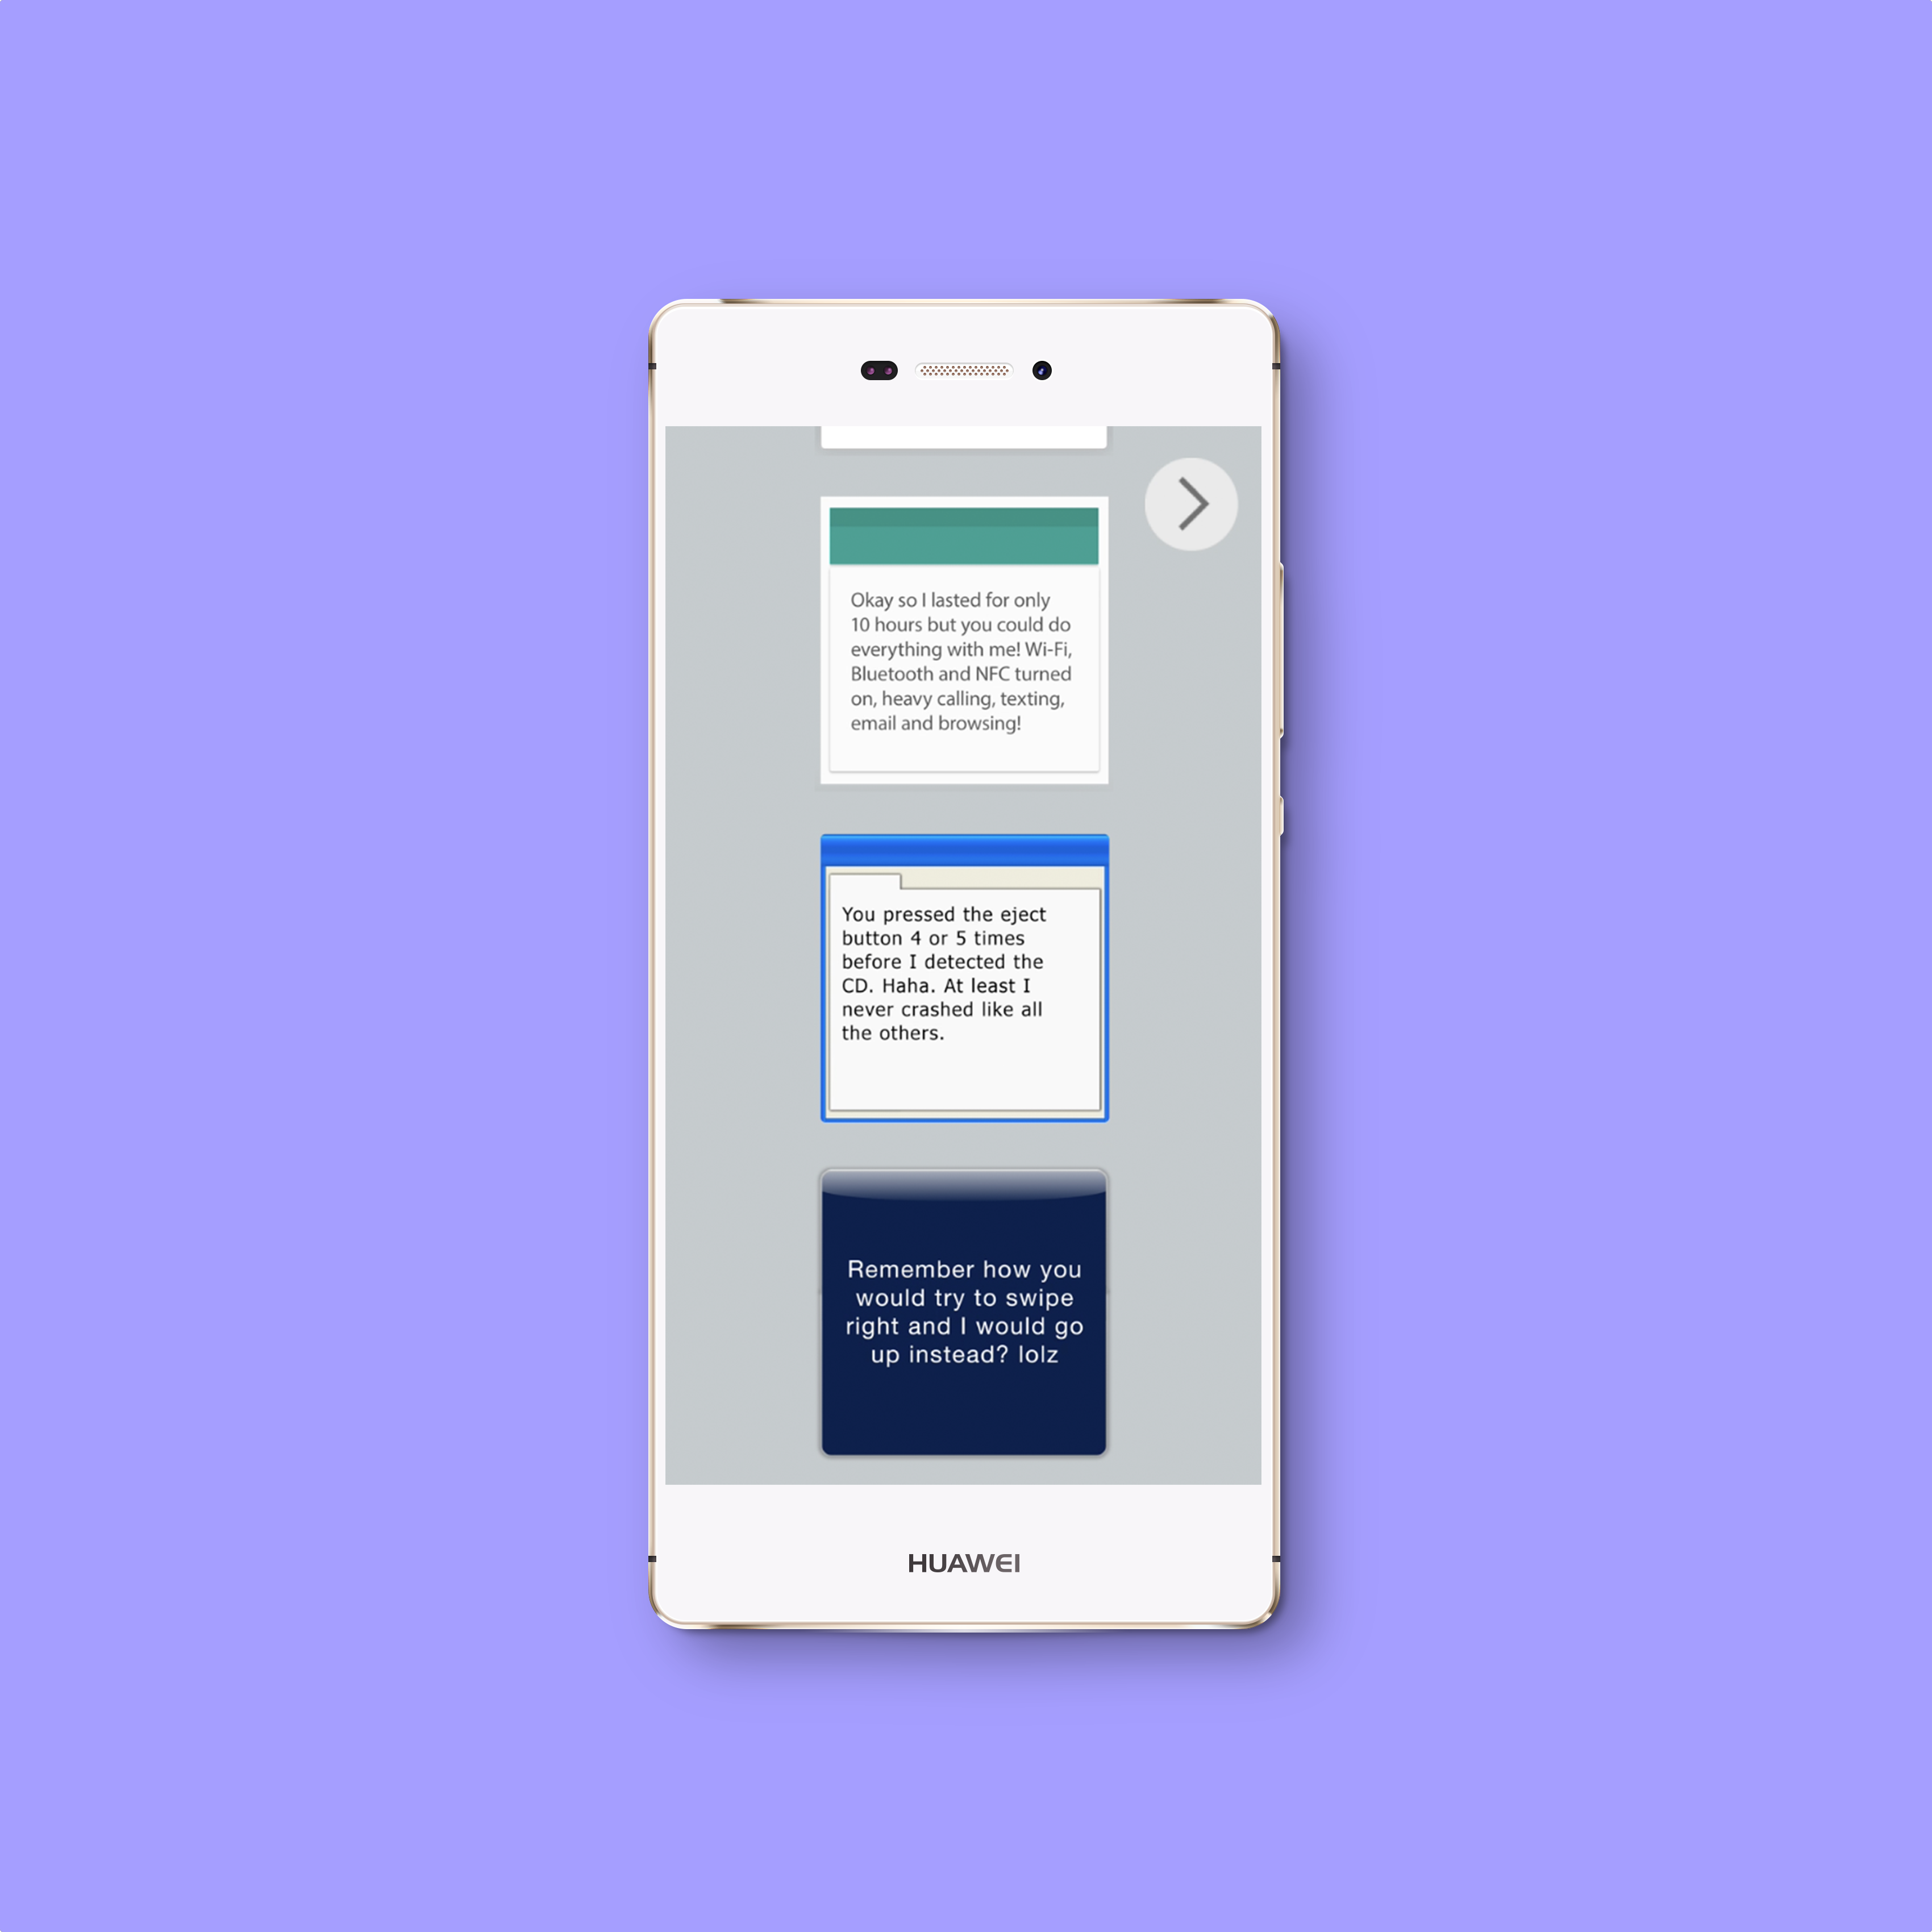 Okay so I lasted for only
10 hours but you could do
everything with me! Wi-Fi,
Bluetooth and NFC turned
on, heavy calling, texting,
email and browsing!
You pressed the eject
button 4 or 5 times
before I detected the
CD. Haha. At least I
never crashed like all
the others.
Remember how you
would try to swipe
right and I would go
up instead? lolz
HUAWEI